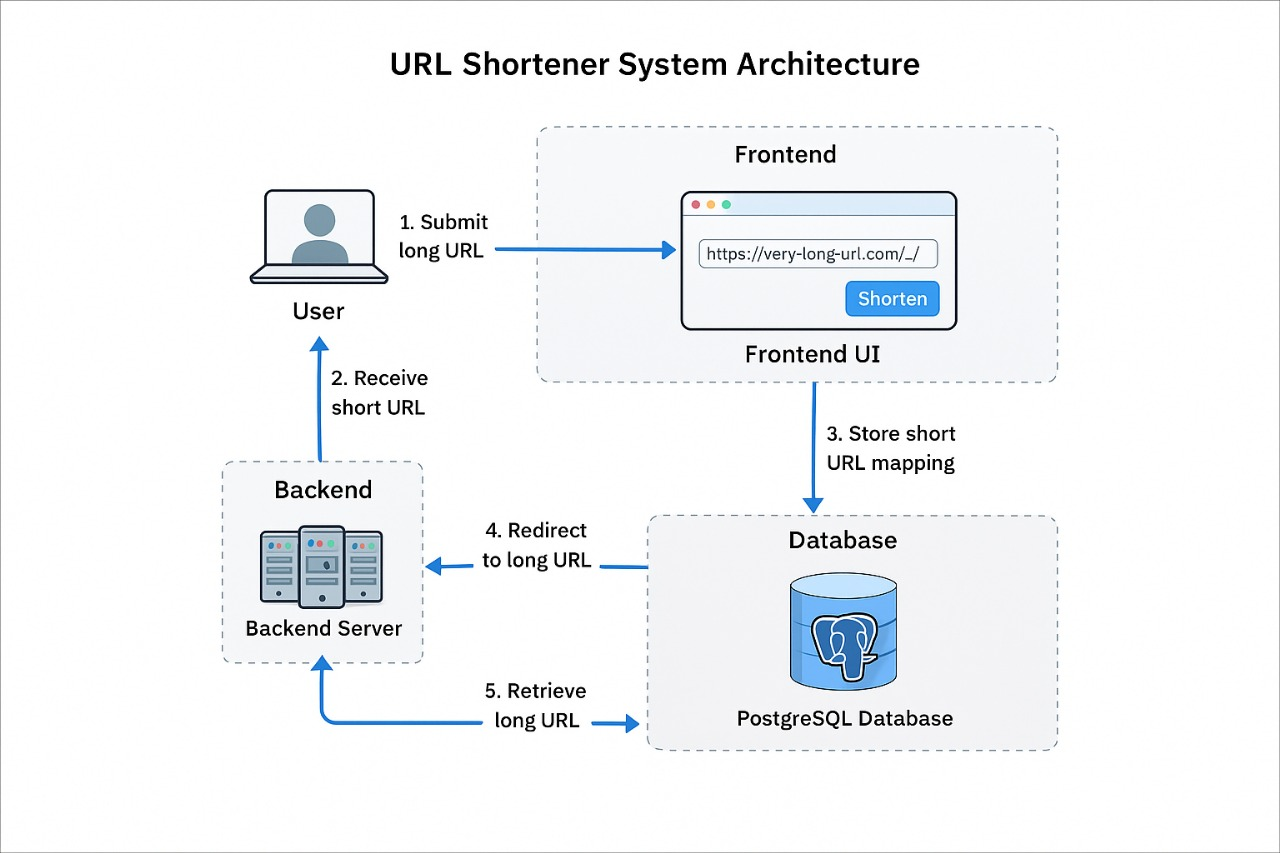 URL Shortener System Architecture
Frontend
1. Submit
long URL
https://very-long-url.com/_/
Shorten
User
Frontend UI
2. Receive
short URL
3. Store short
URL mapping
Backend
4. Redirect
to long URL
Database
Backend Server
5. Retrieve
long URL
PostgreSQL Database